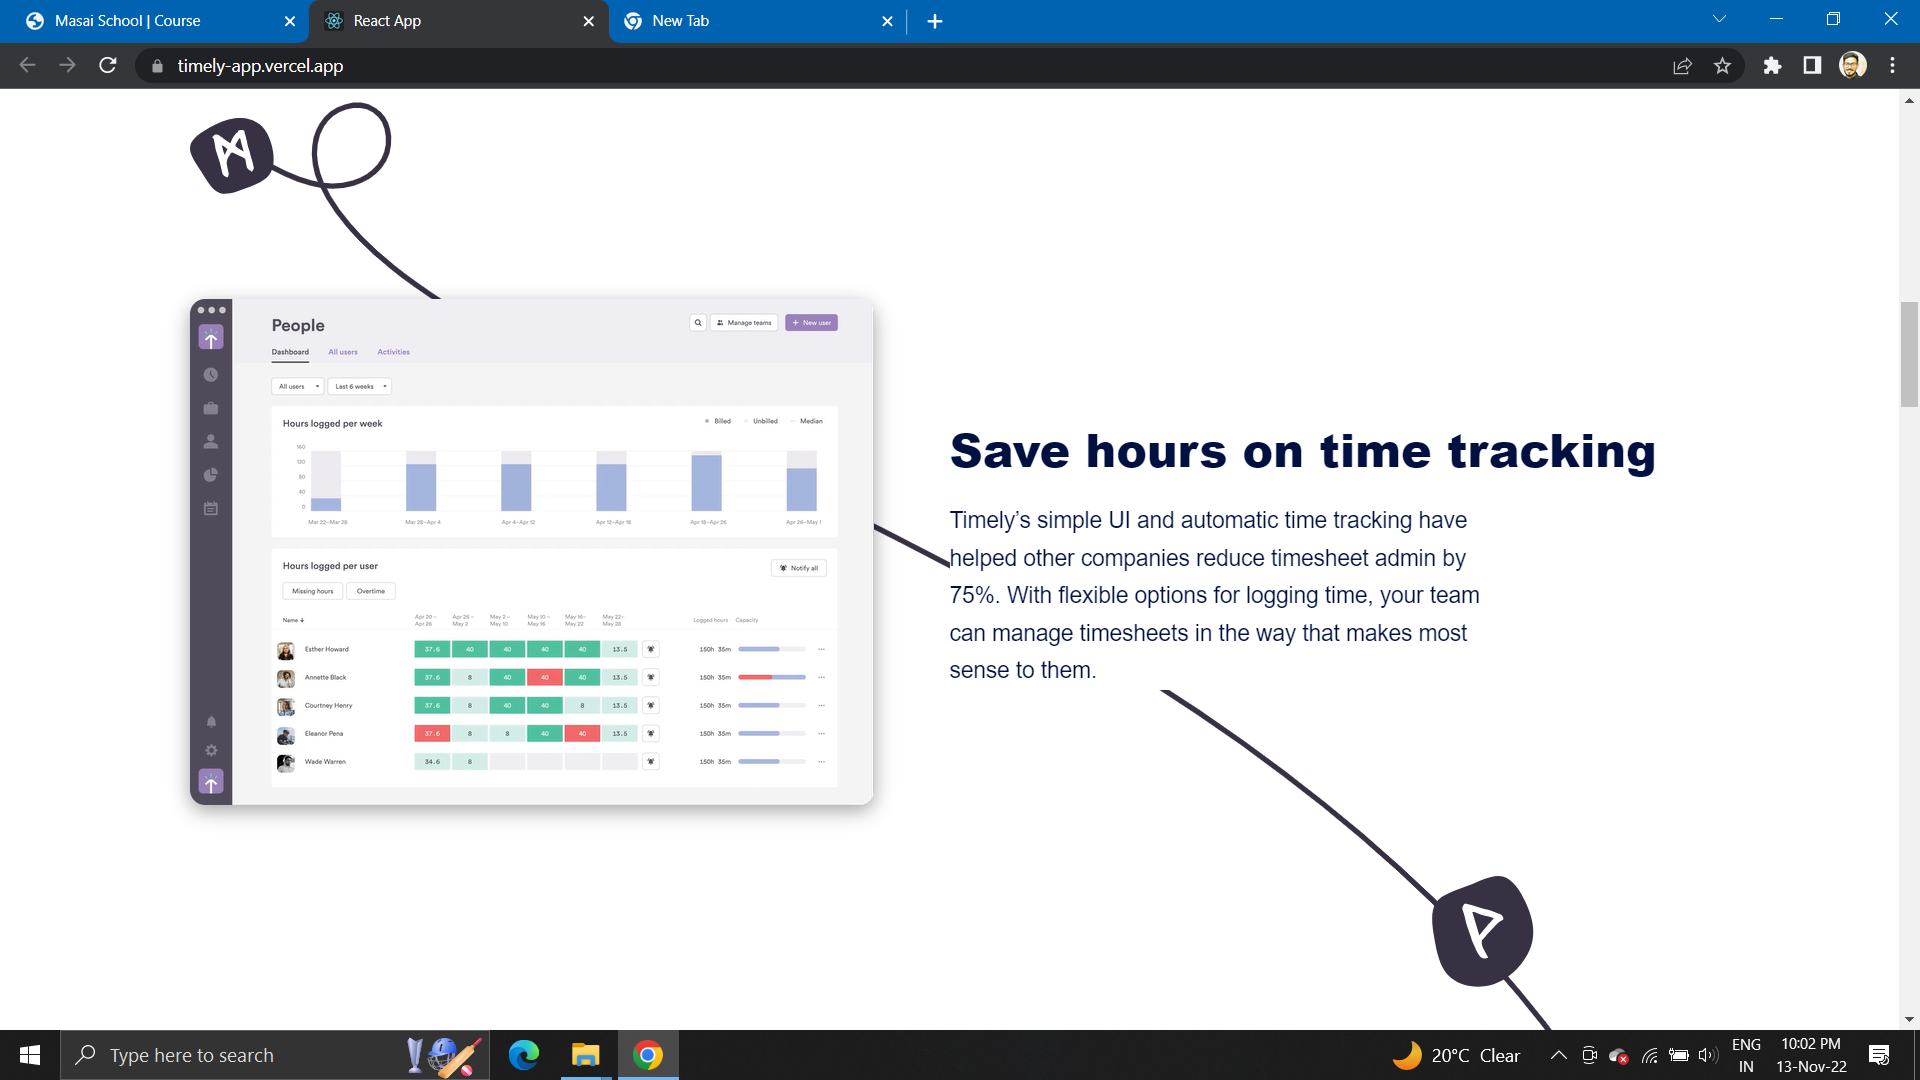 Masai School | Course
React App
New Tab
timely-app.vercel.app
People
Manage teams
+ New user
Dashboard All users Activities
All users Last 6 weeks
Hours logged per week
Billed Unbilled Median
160
120
80
40
0
Mar 22–Mar 28 Mar 28–Apr 4 Apr 4–Apr 12 Apr 12–Apr 18 Apr 18–Apr 26 Apr 26–May 1
Hours logged per user
Notify all
Missing hours Overtime
Name Apr 20 – Apr 26 Apr 26 – May 2 May 2 – May 10 May 10 – May 16 May 16 – May 22 May 22 – May 28 Logged hours Capacity
Esther Howard 37.6 40 40 40 40 13.5 150h 35m
Annette Black 37.6 8 40 40 40 13.5 150h 35m
Courtney Henry 37.6 8 40 40 8 13.5 150h 35m
Eleanor Pena 37.6 8 8 40 40 13.5 150h 35m
Wade Warren 34.6 8 150h 35m
Save hours on time tracking
Timely’s simple UI and automatic time tracking have
helped other companies reduce timesheet admin by
75%. With flexible options for logging time, your team
can manage timesheets in the way that makes most
sense to them.
Type here to search
20°C Clear
ENG
IN
10:02 PM
13-Nov-22